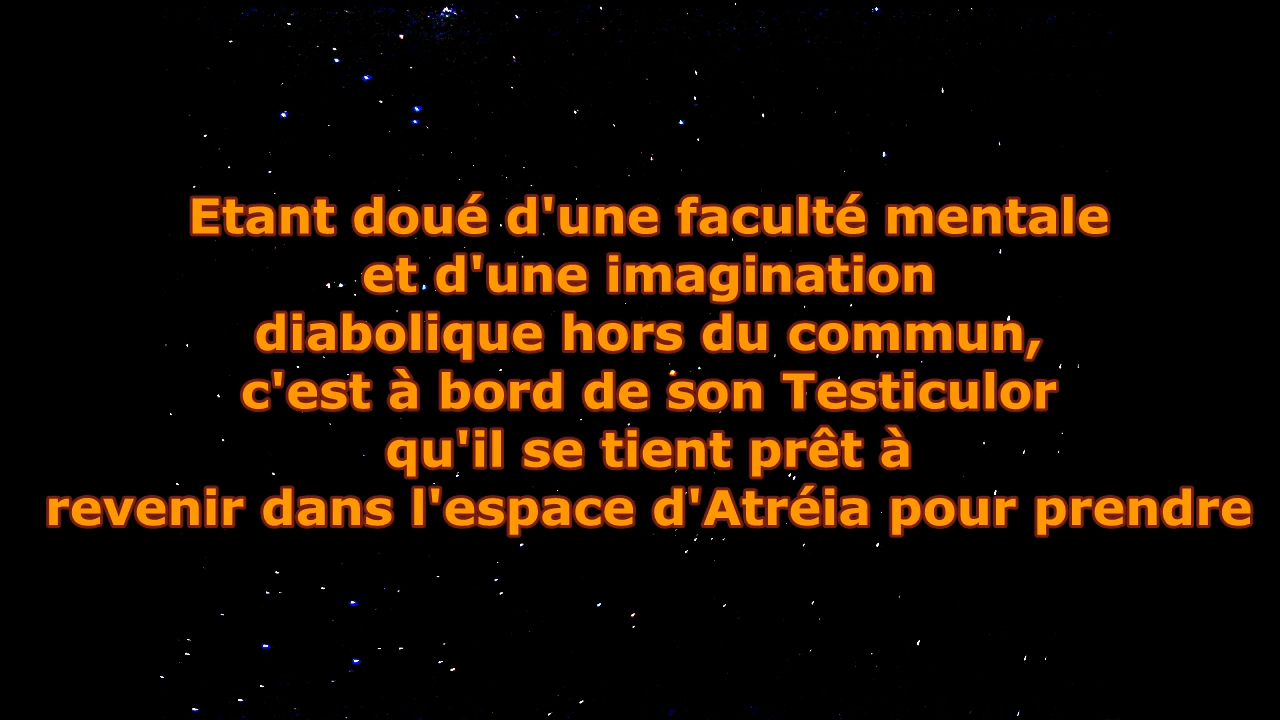 Etant doué d'une faculté mentale
et d'une imagination
diabolique hors du commun,
c'est à bord de son Testiculor
qu'il se tient prêt à
revenir dans l'espace d'Atréia pour prendre